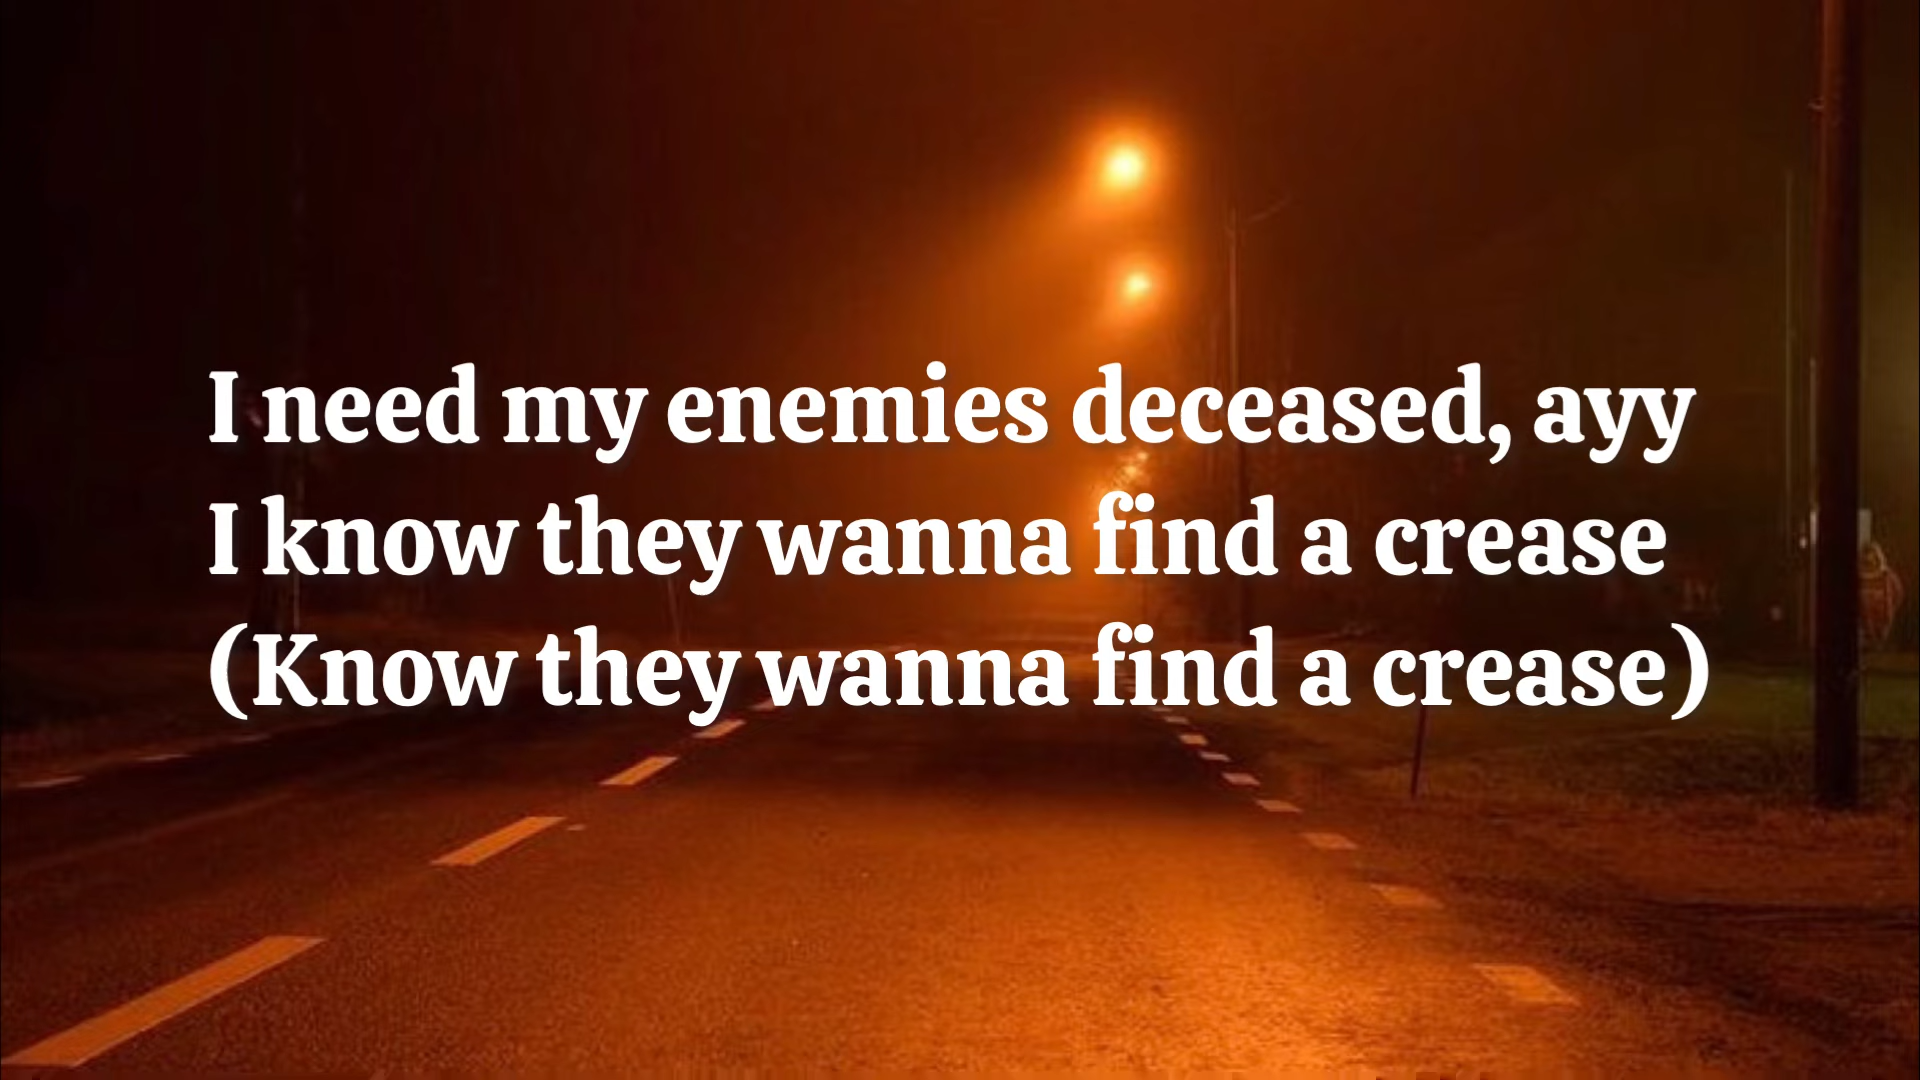 I need my enemies deceased, ayy
I know they wanna find a crease
(Know they wanna find a crease)